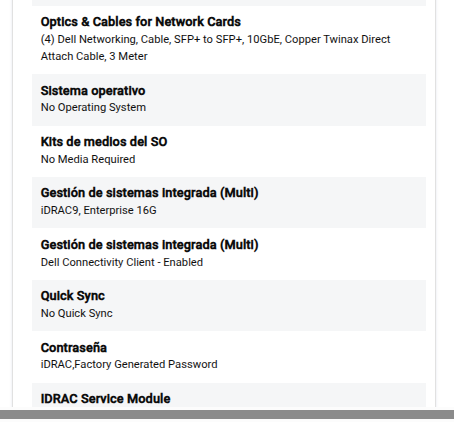 Optics & Cables for Network Cards
(4) Dell Networking, Cable, SFP+ to SFP+, 10GbE, Copper Twinax Direct
Attach Cable, 3 Meter
Sistema operativo
No Operating System
Kits de medios del SO
No Media Required
Gestión de sistemas integrada (Multi)
iDRAC9, Enterprise 16G
Gestión de sistemas integrada (Multi)
Dell Connectivity Client - Enabled
Quick Sync
No Quick Sync
Contraseña
iDRAC,Factory Generated Password
IDRAC Service Module